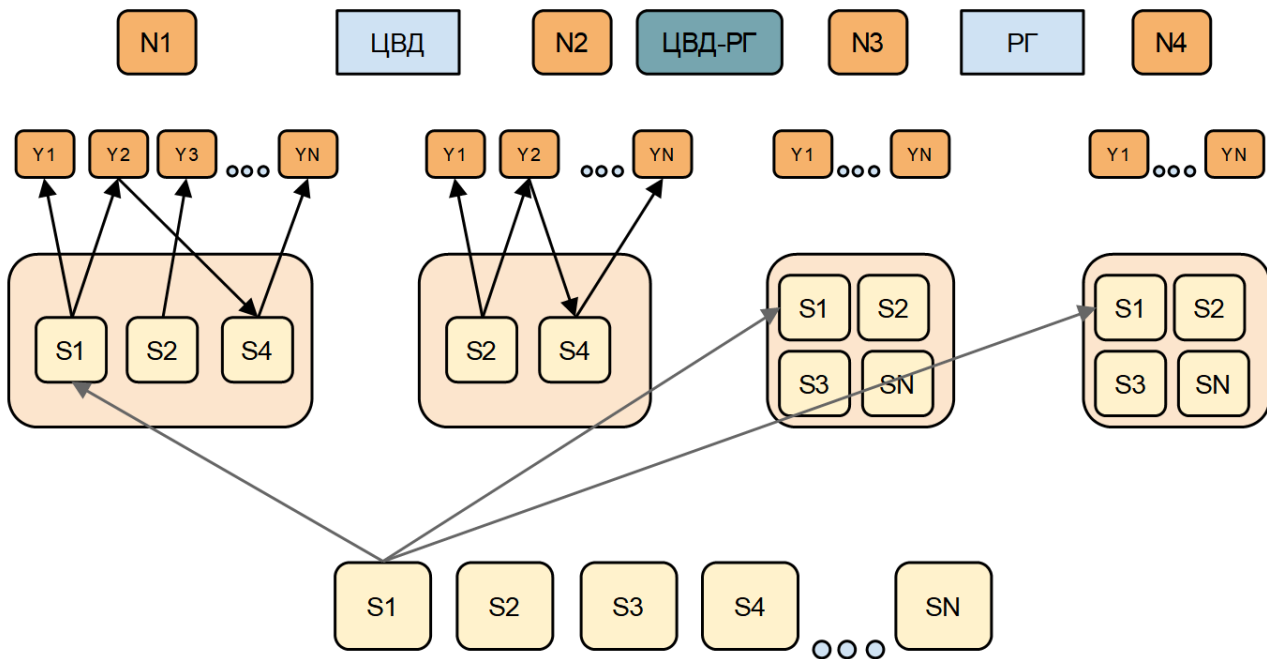 N1 ЦВД N2 ЦВД-РГ N3 РГ N4
Y1 Y2 Y3 YN Y1 Y2 YN Y1 YN Y1 YN
S1 S2 S1 S2
S1 S2 S4 S2 S4
S3 SN S3 SN
S1 S2 S3 S4 SN